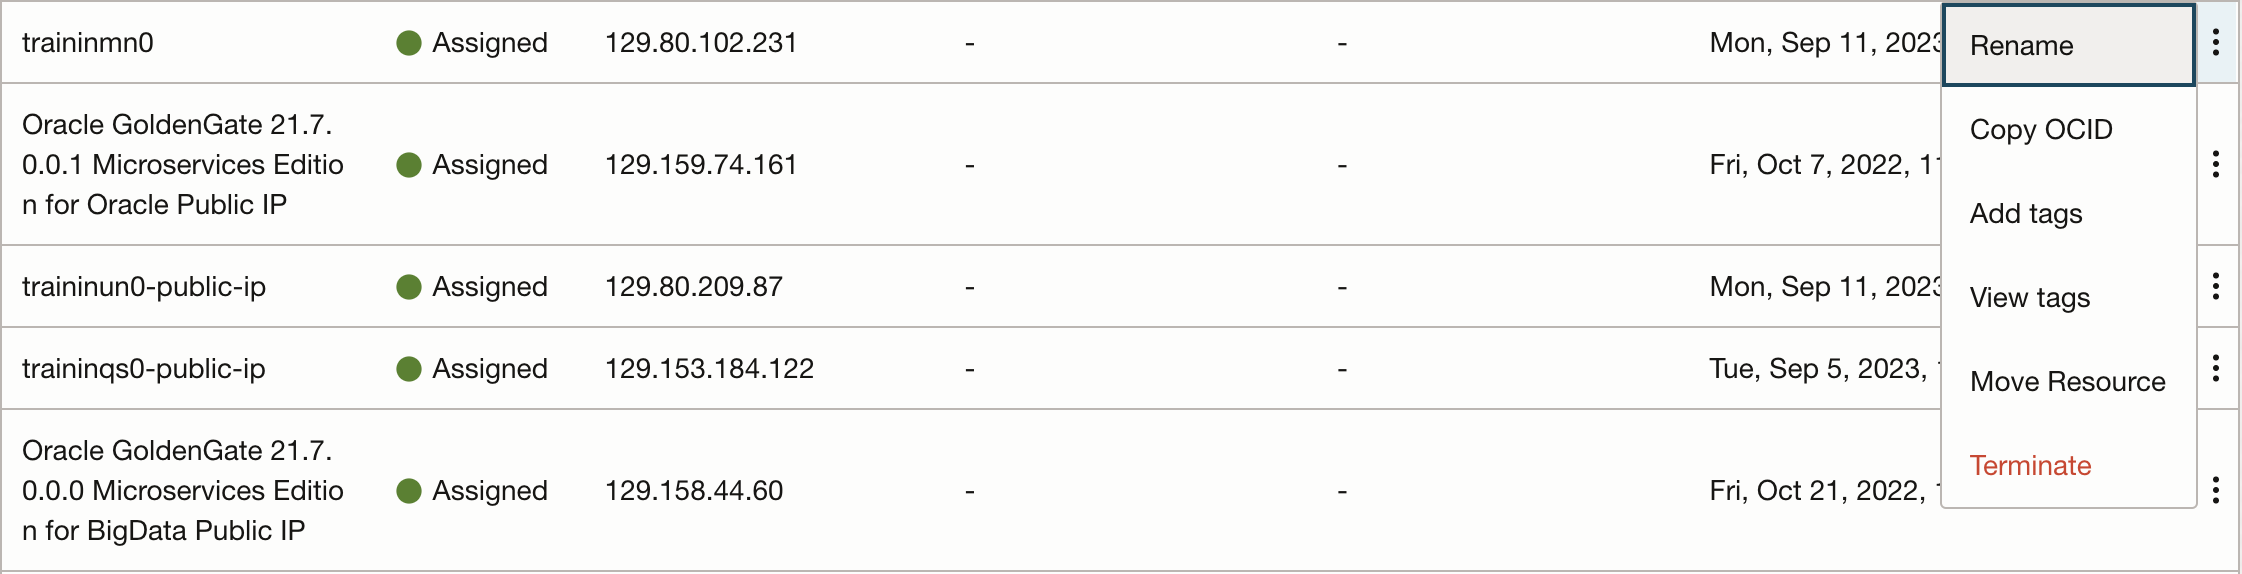 traininmn0 Assigned 129.80.102.231 - - Mon, Sep 11, 2023
Rename
Oracle GoldenGate 21.7.
0.0.1 Microservices Editio
n for Oracle Public IP
Assigned 129.159.74.161 - - Fri, Oct 7, 2022,
Copy OCID
Add tags
traininun0-public-ip Assigned 129.80.209.87 - - Mon, Sep 11, 2023
View tags
traininqs0-public-ip Assigned 129.153.184.122 - - Tue, Sep 5, 2023,
Move Resource
Oracle GoldenGate 21.7.
0.0.0 Microservices Editio
n for BigData Public IP
Assigned 129.158.44.60 - - Fri, Oct 21, 2022,
Terminate